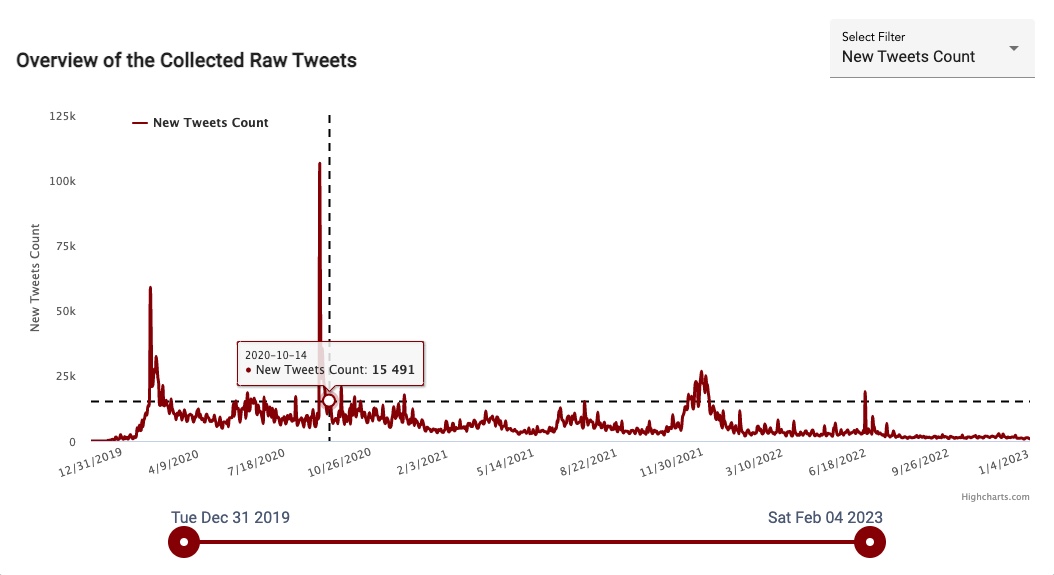 Select Filter
New Tweets Count
Overview of the Collected Raw Tweets
125k
New Tweets Count
100k
75k
50k
25k
0
New Tweets Count
2020-10-14
● New Tweets Count: 15 491
12/31/2019
4/9/2020
7/18/2020
10/26/2020
2/3/2021
5/14/2021
8/22/2021
11/30/2021
3/10/2022
6/18/2022
9/26/2022
1/4/2023
Highcharts.com
Tue Dec 31 2019
Sat Feb 04 2023